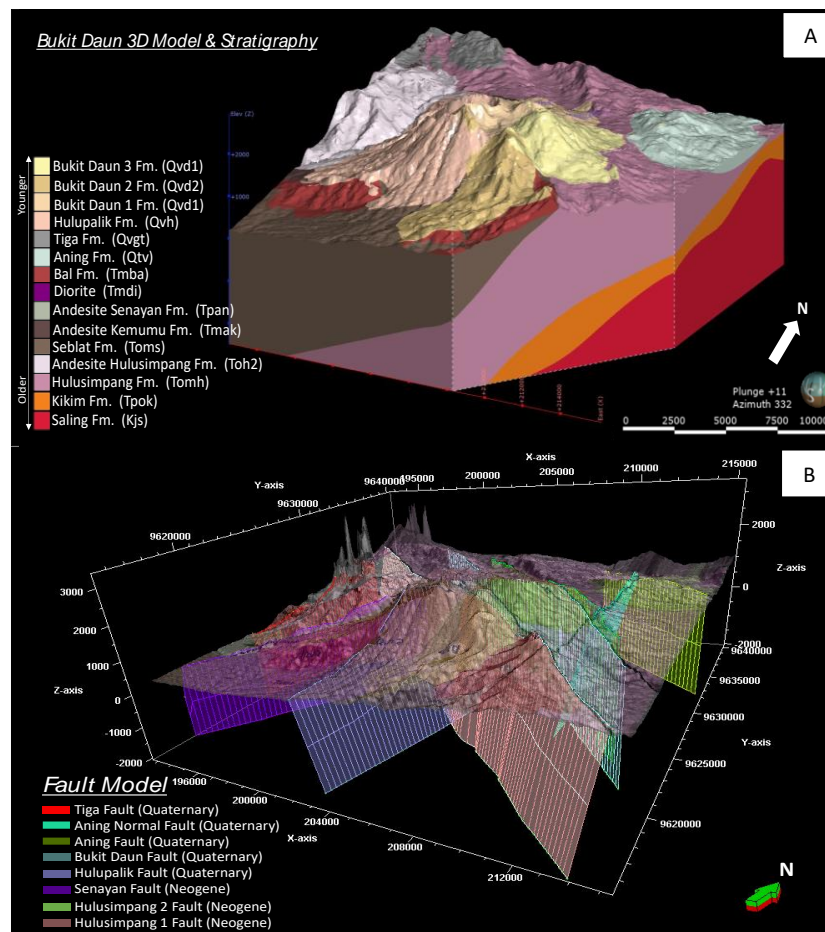 Bukit Daun 3D Model & Stratigraphy
A
Elev (Z)
+2000
+1000
Younger
Older
Bukit Daun 3 Fm. (Qvd1)
Bukit Daun 2 Fm. (Qvd2)
Bukit Daun 1 Fm. (Qvd1)
Hulupalik Fm. (Qvh)
Tiga Fm. (Qvgt)
Aning Fm. (Qtv)
Bal Fm. (Tmba)
Diorite (Tmdi)
Andesite Senayan Fm. (Tpan)
Andesite Kemumu Fm. (Tmak)
Seblat Fm. (Toms)
Andesite Hulusimpang Fm. (Toh2)
Hulusimpang Fm. (Tomh)
Kikim Fm. (Tpok)
Saling Fm. (Kjs)
+214000
East (X)
N
Plunge +11
Azimuth 332
0 2500 5000 7500 10000
B
X-axis
195000 200000 205000 210000 215000
Y-axis
9620000 9630000 9640000
Z-axis
3000
2000
1000
0
-1000
-2000
Z-axis
2000
0
-2000
9640000
9635000
9630000
9625000
9620000
Y-axis
196000 200000 204000 208000 212000
X-axis
Fault Model
Tiga Fault (Quaternary)
Aning Normal Fault (Quaternary)
Aning Fault (Quaternary)
Bukit Daun Fault (Quaternary)
Hulupalik Fault (Quaternary)
Senayan Fault (Neogene)
Hulusimpang 2 Fault (Neogene)
Hulusimpang 1 Fault (Neogene)
N